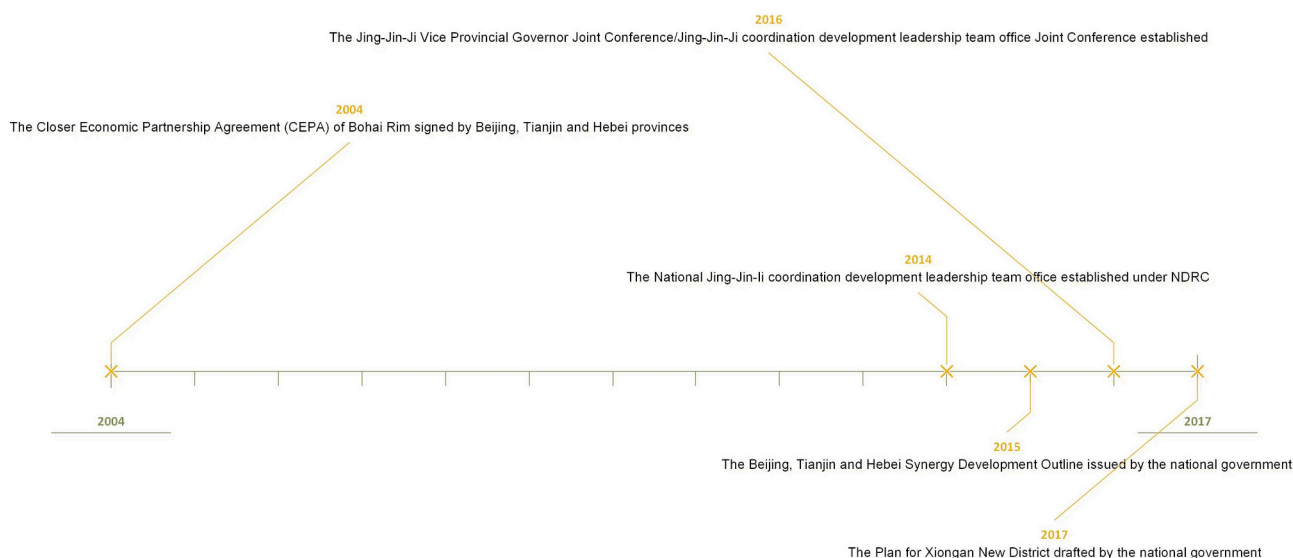 2016
The Jing-Jin-Ji Vice Provincial Governor Joint Conference/Jing-Jin-Ji coordination development leadership team office Joint Conference established
2004
The Closer Economic Partnership Agreement (CEPA) of Bohai Rim signed by Beijing, Tianjin and Hebei provinces
2014
The National Jing-Jin-Ii coordination development leadership team office established under NDRC
2004
2017
2015
The Beijing, Tianjin and Hebei Synergy Development Outline issued by the national government
2017
The Plan for Xiongan New District drafted by the national government